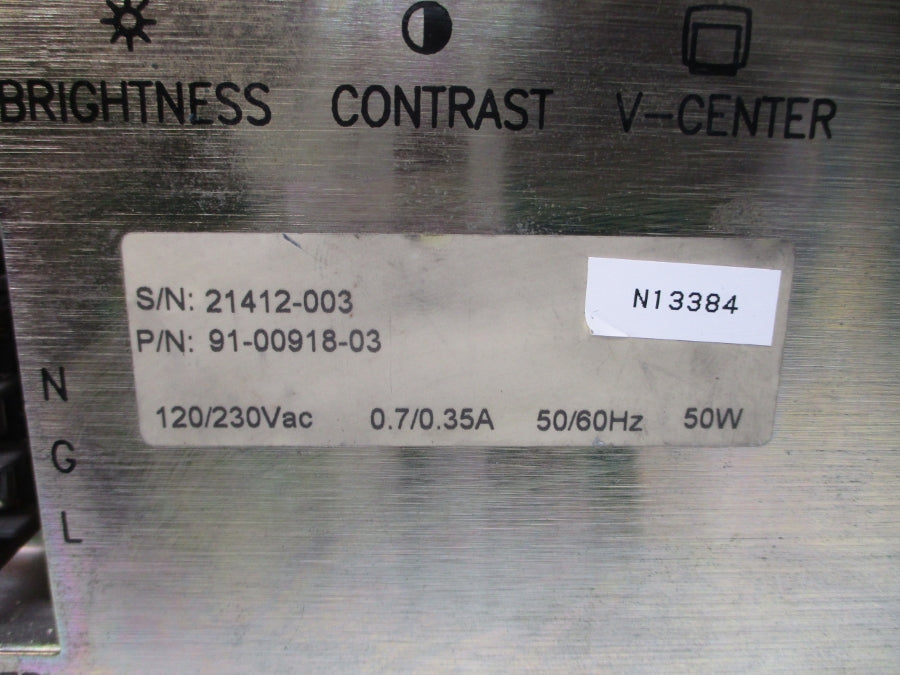 BRIGHTNESS CONTRAST V-CENTER
S/N: 21412-003
N13384
P/N: 91-00918-03
120/230Vac 0.7/0.35A 50/60Hz 50W
N
G
L